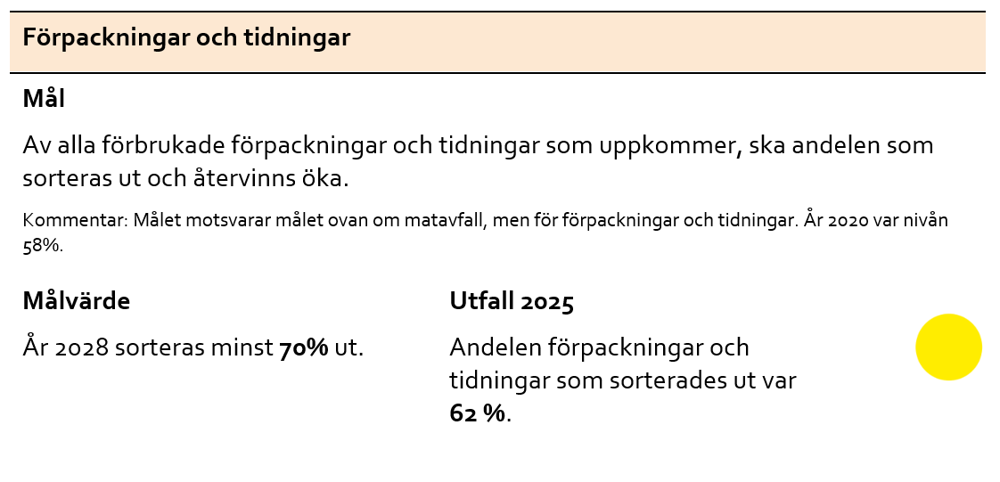 Förpackningar och tidningar
Mål
Av alla förbrukade förpackningar och tidningar som uppkommer, ska andelen som
sorteras ut och återvinns öka.
Kommentar: Målet motsvarar målet ovan om matavfall, men för förpackningar och tidningar. År 2020 var nivån
58%.
Målvärde
År 2028 sorteras minst 70% ut.
Utfall 2025
Andelen förpackningar och
tidningar som sorterades ut var
62 %.